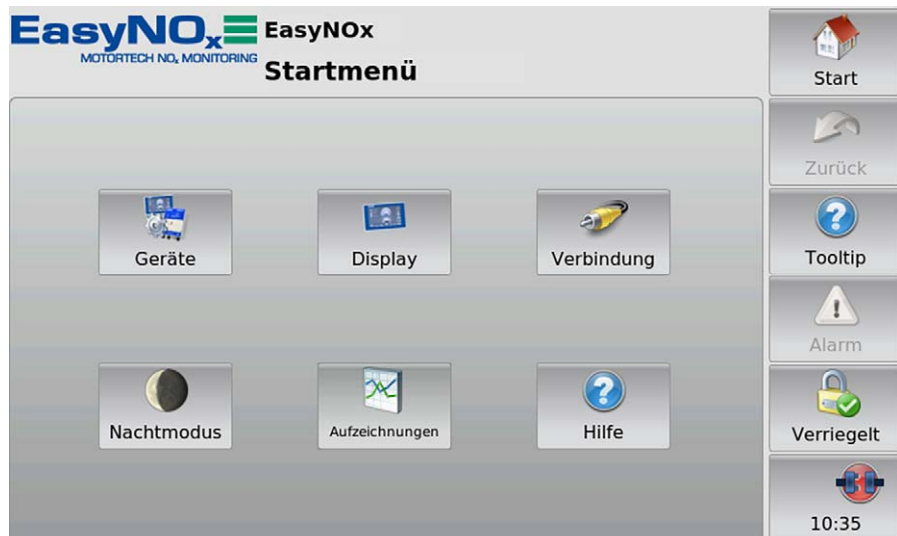 EasyNOx
MOTORTECH NOx MONITORING
EasyNOx
Startmenü
Start
Zurück
Tooltip
Alarm
Verriegelt
10:35
Geräte
Display
Verbindung
Nachtmodus
Aufzeichnungen
Hilfe